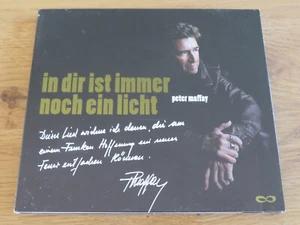 in dir ist immer
noch ein licht
peter maffay
Diese Lied widme ich denen, die aus
einem Funken Hoffnung ein neues
Feuer entfachen können.